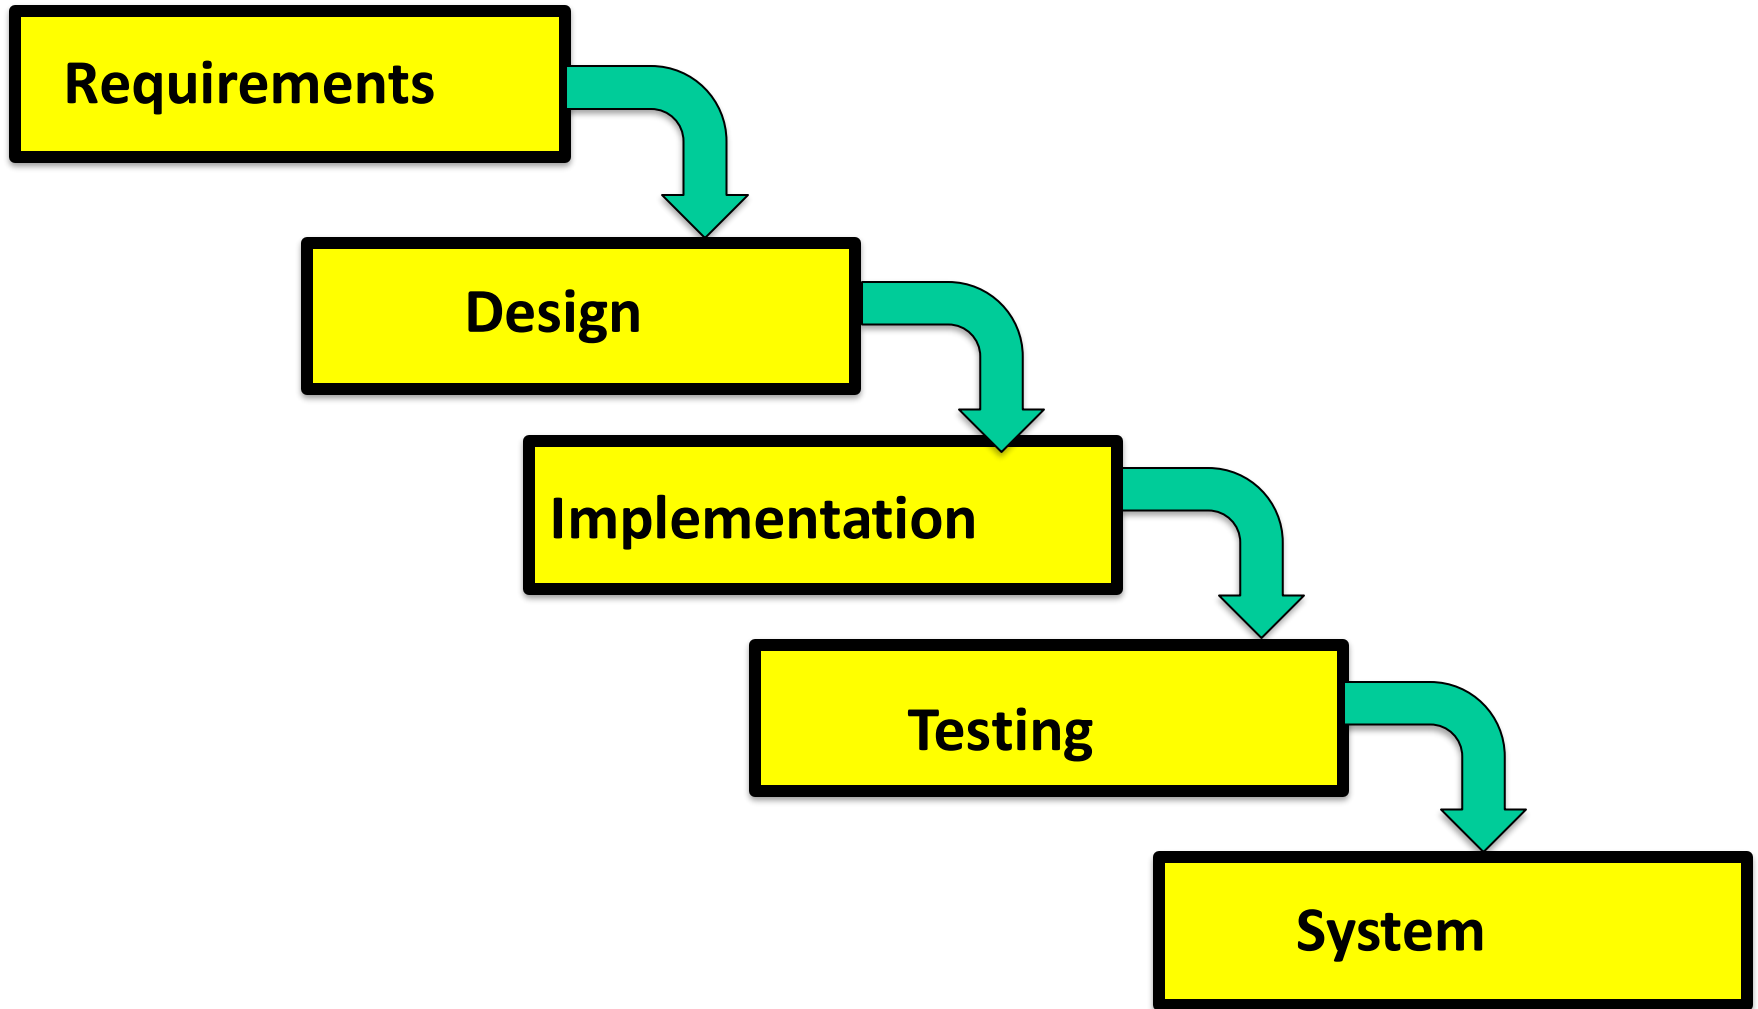 Requirements
Design
Implementation
Testing
System